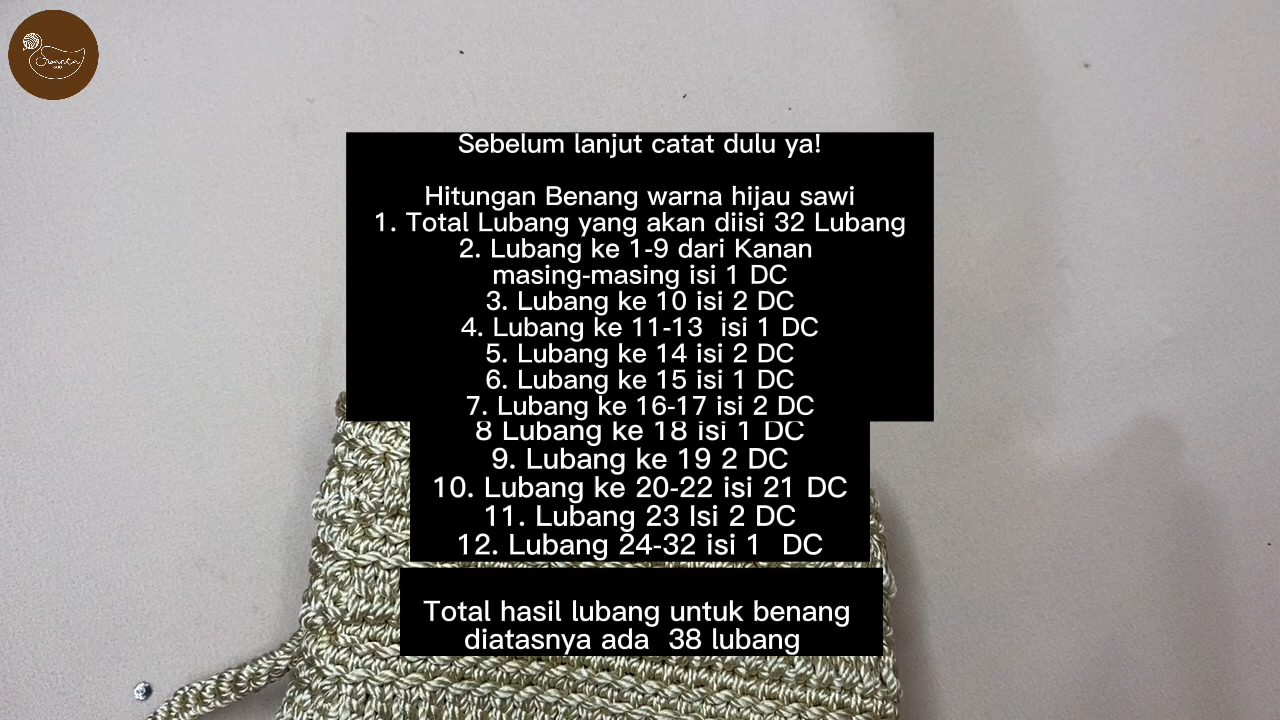 Swanta
Sebelum lanjut catat dulu ya!
Hitungan Benang warna hijau sawi
1. Total Lubang yang akan diisi 32 Lubang
2. Lubang ke 1-9 dari Kanan
masing-masing isi 1 DC
3. Lubang ke 10 isi 2 DC
4. Lubang ke 11-13 isi 1 DC
5. Lubang ke 14 isi 2 DC
6. Lubang ke 15 isi 1 DC
7. Lubang ke 16-17 isi 2 DC
8 Lubang ke 18 isi 1 DC
9. Lubang ke 19 2 DC
10. Lubang ke 20-22 isi 21 DC
11. Lubang 23 Isi 2 DC
12. Lubang 24-32 isi 1 DC
Total hasil lubang untuk benang
diatasnya ada 38 lubang